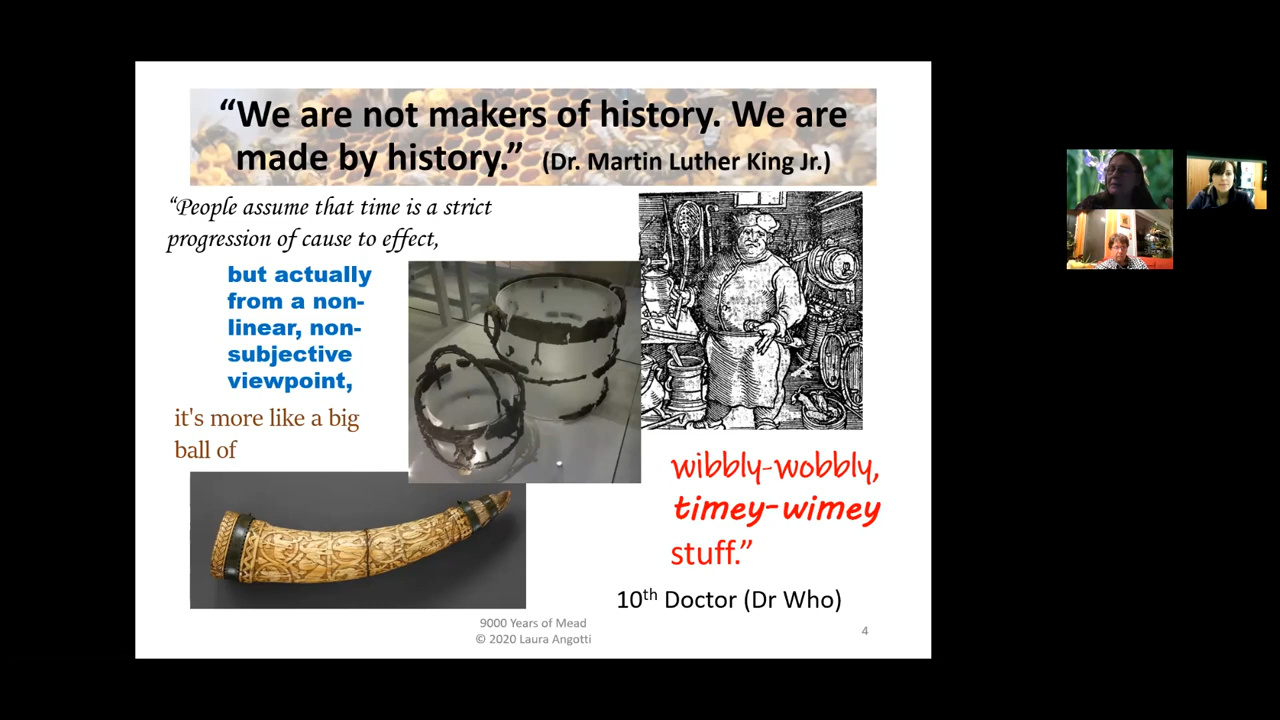 “We are not makers of history. We are
made by history.” (Dr. Martin Luther King Jr.)
“People assume that time is a strict
progression of cause to effect,
but actually
from a non-
linear, non-
subjective
viewpoint,
it's more like a big
ball of
wibbly-wobbly,
timey-wimey
stuff.”
10th Doctor (Dr Who)
9000 Years of Mead
© 2020 Laura Angotti
4